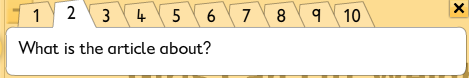 1 2 3 4 5 6 7 8 9 10
What is the article about?